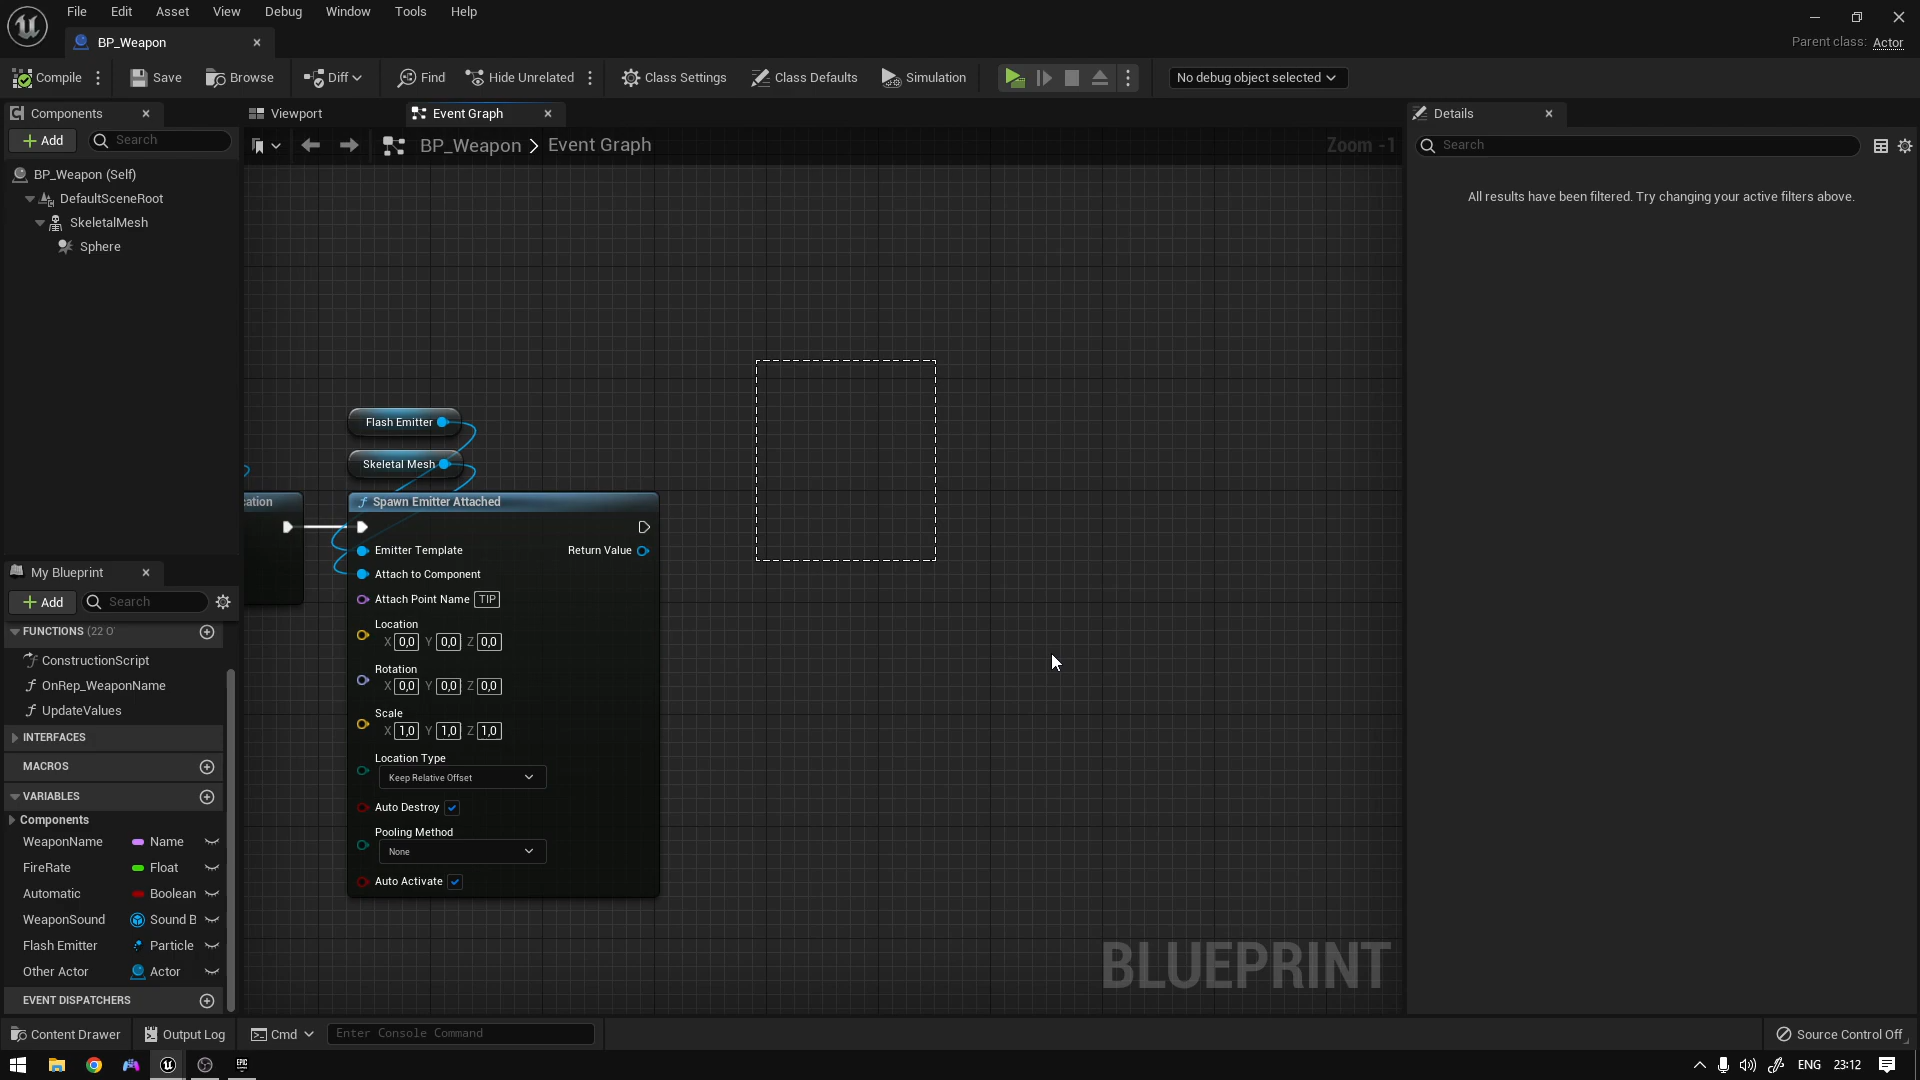 File Edit Asset View Debug Window Tools Help
BP_Weapon
Parent class: Actor
Compile Save Browse Diff Find Hide Unrelated Class Settings Class Defaults Simulation No debug object selected
Components
Viewport
Event Graph
Details
Add
Search
BP_Weapon > Event Graph
Zoom -1
Search
BP_Weapon (Self)
DefaultSceneRoot
SkeletalMesh
Sphere
All results have been filtered. Try changing your active filters above.
Flash Emitter
Skeletal Mesh
cation
Spawn Emitter Attached
Emitter Template
Return Value
Attach to Component
Attach Point Name TIP
Location
X 0,0 Y 0,0 Z 0,0
Rotation
X 0,0 Y 0,0 Z 0,0
Scale
X 1,0 Y 1,0 Z 1,0
Location Type
Keep Relative Offset
Auto Destroy
Pooling Method
None
Auto Activate
My Blueprint
Add
Search
FUNCTIONS (22 O
ConstructionScript
OnRep_WeaponName
UpdateValues
INTERFACES
MACROS
VARIABLES
Components
WeaponName Name
FireRate Float
Automatic Boolean
WeaponSound Sound B
Flash Emitter Particle
Other Actor Actor
EVENT DISPATCHERS
BLUEPRINT
Content Drawer Output Log Cmd Enter Console Command
Source Control Off
EPIC
ENG 23:12